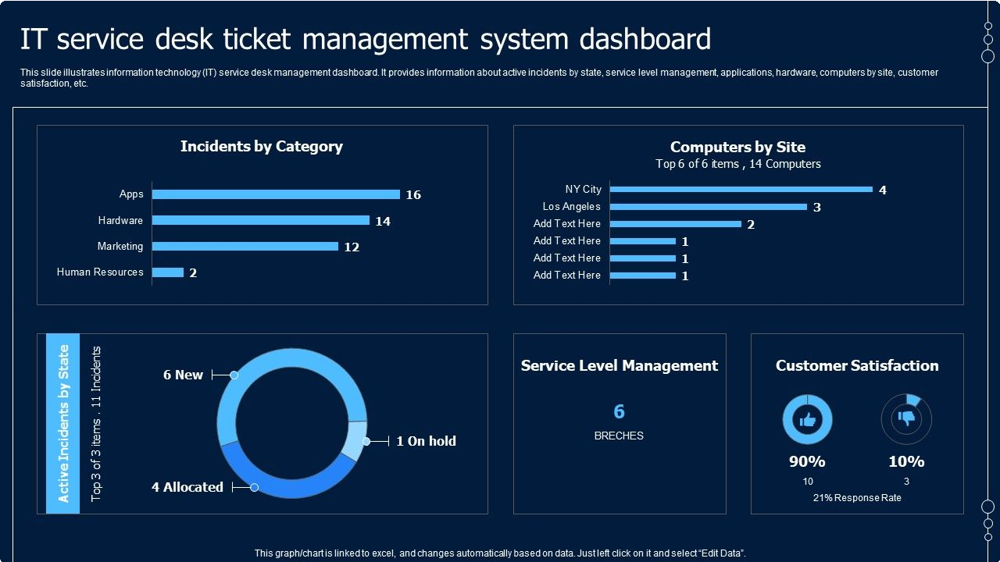 IT service desk ticket management system dashboard
This slide illustrates information technology (IT) service desk management dashboard. It provides information about active incidents by state, service level management, applications, hardware, computers by site, customer
satisfaction, etc.
Incidents by Category
Apps 16
Hardware 14
Marketing 12
Human Resources 2
Computers by Site
Top 6 of 6 items , 14 Computers
NY City 4
Los Angeles 3
Add Text Here 2
Add Text Here 1
Add Text Here 1
Add Text Here 1
Active Incidents by State
Top 3 of 3 items . 11 Incidents
6 New
1 On hold
4 Allocated
Service Level Management
6
BRECHES
Customer Satisfaction
90% 10%
10 3
21% Response Rate
This graph/chart is linked to excel, and changes automatically based on data. Just left click on it and select “Edit Data”.